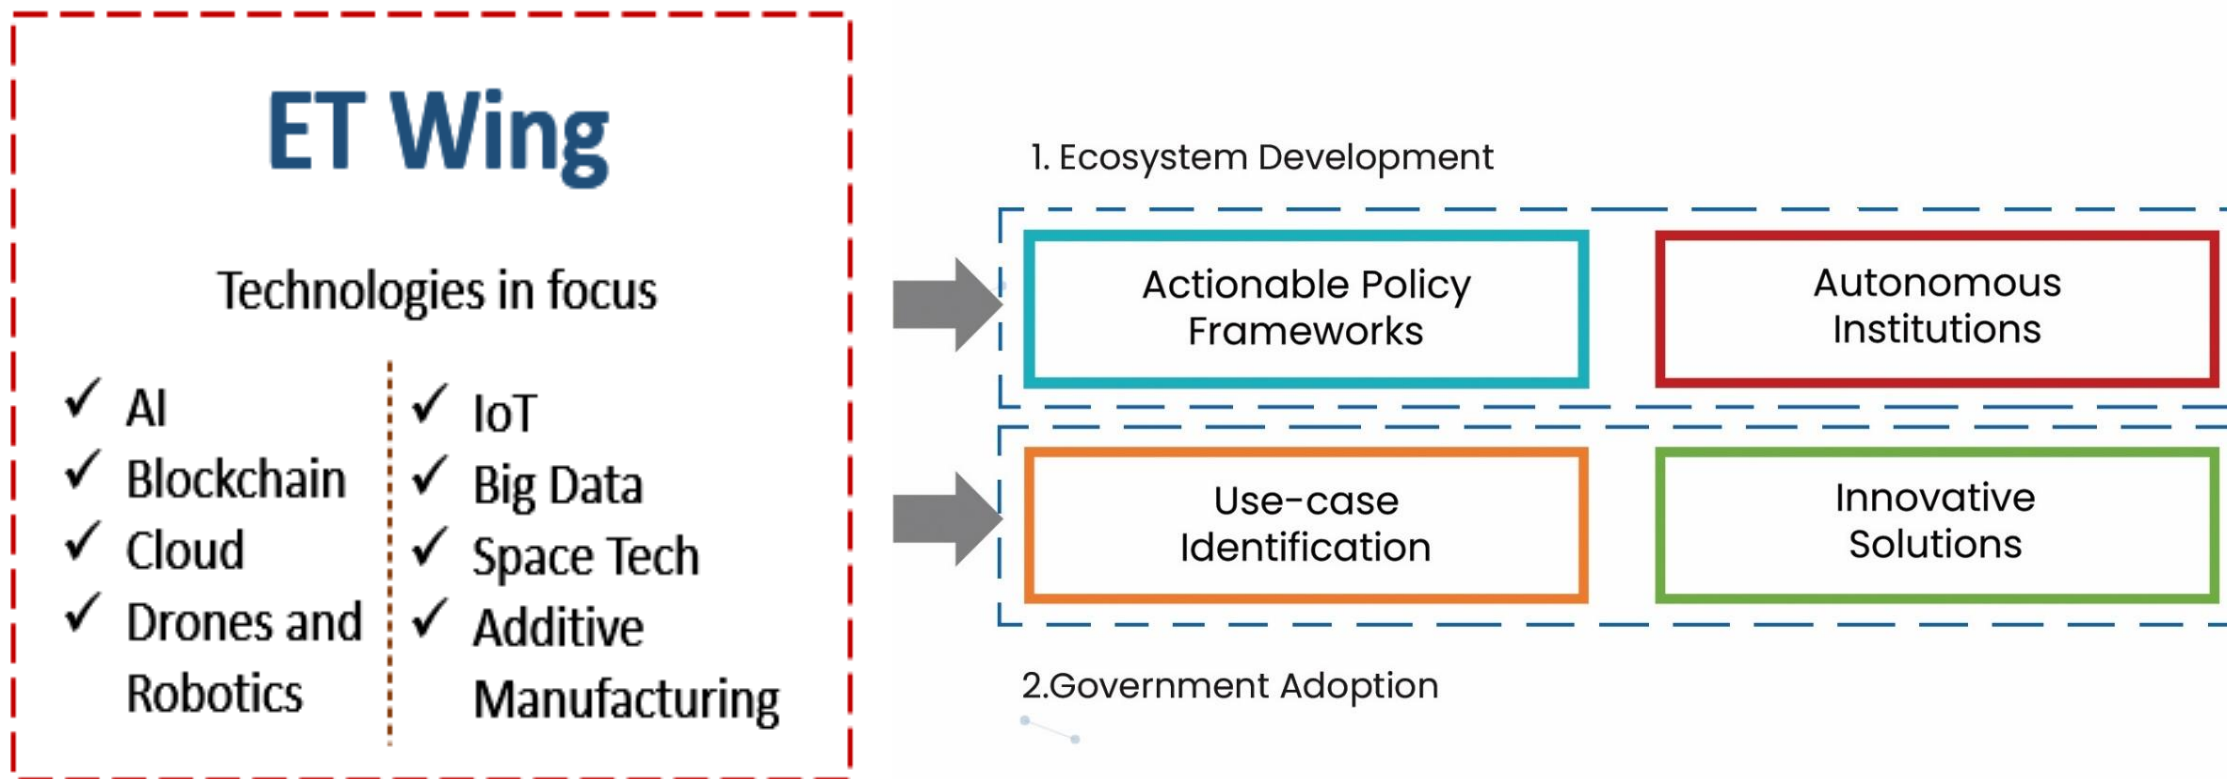 ET Wing
Technologies in focus
AI
Blockchain
Cloud
Drones and
Robotics
IoT
Big Data
Space Tech
Additive
Manufacturing
1. Ecosystem Development
Actionable Policy
Frameworks
Autonomous
Institutions
Use-case
Identification
Innovative
Solutions
2.Government Adoption